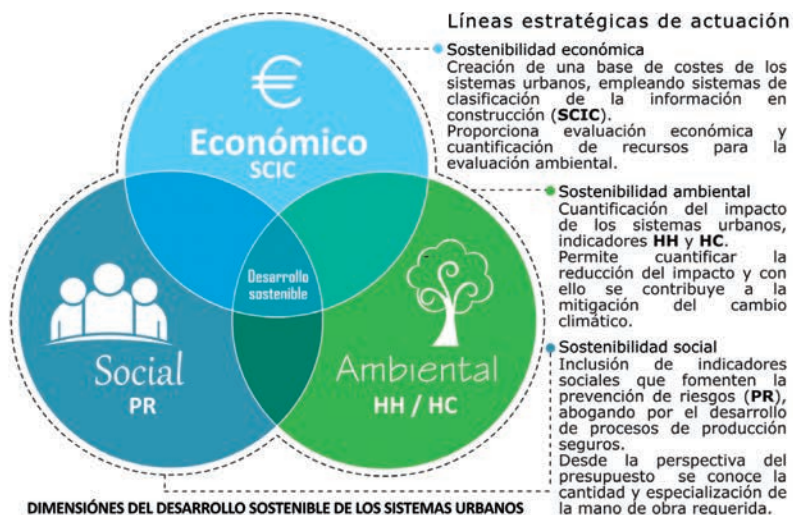 Líneas estratégicas de actuación
Sostenibilidad económica
Creación de una base de costes de los
sistemas urbanos, empleando sistemas de
clasificación de la información en
construcción (SCIC).
Proporciona evaluación económica y
cuantificación de recursos para la
evaluación ambiental.
€
Económico
SCIC
Sostenibilidad ambiental
Cuantificación del impacto
de los sistemas urbanos,
indicadores HH y HC.
Permite cuantificar la
reducción del impacto y con
ello se contribuye a la
mitigación del cambio
climático.
Desarrollo
sostenible
Social
PR
Ambiental
HH / HC
Sostenibilidad social
Inclusión de indicadores
sociales que fomenten la
prevención de riesgos (PR),
abogando por el desarrollo
de procesos de producción
seguros.
Desde la perspectiva del
presupuesto se conoce la
cantidad y especialización de
la mano de obra requerida.
DIMENSIÓNES DEL DESARROLLO SOSTENIBLE DE LOS SISTEMAS URBANOS